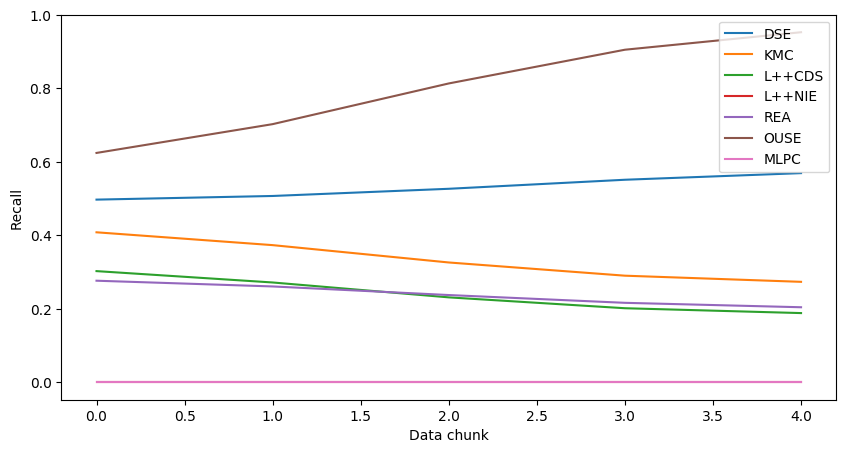 1.0
0.8
0.6
0.4
0.2
0.0
Recall
DSE
KMC
L++CDS
L++NIE
REA
OUSE
MLPC
0.0 0.5 1.0 1.5 2.0 2.5 3.0 3.5 4.0
Data chunk